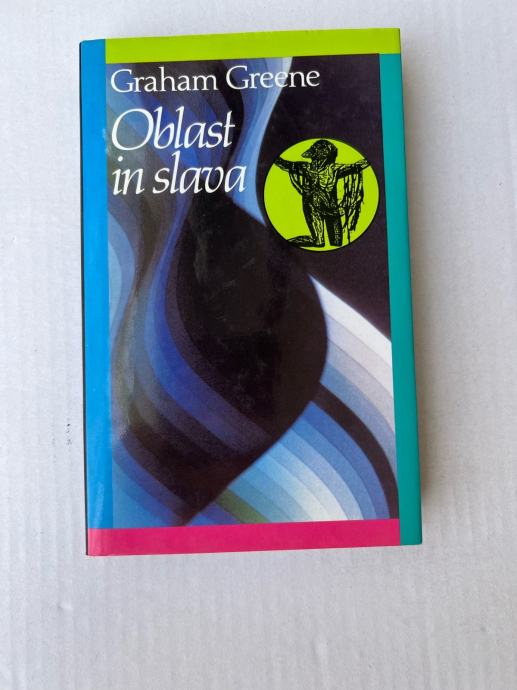 Graham Greene
Oblast
in slava